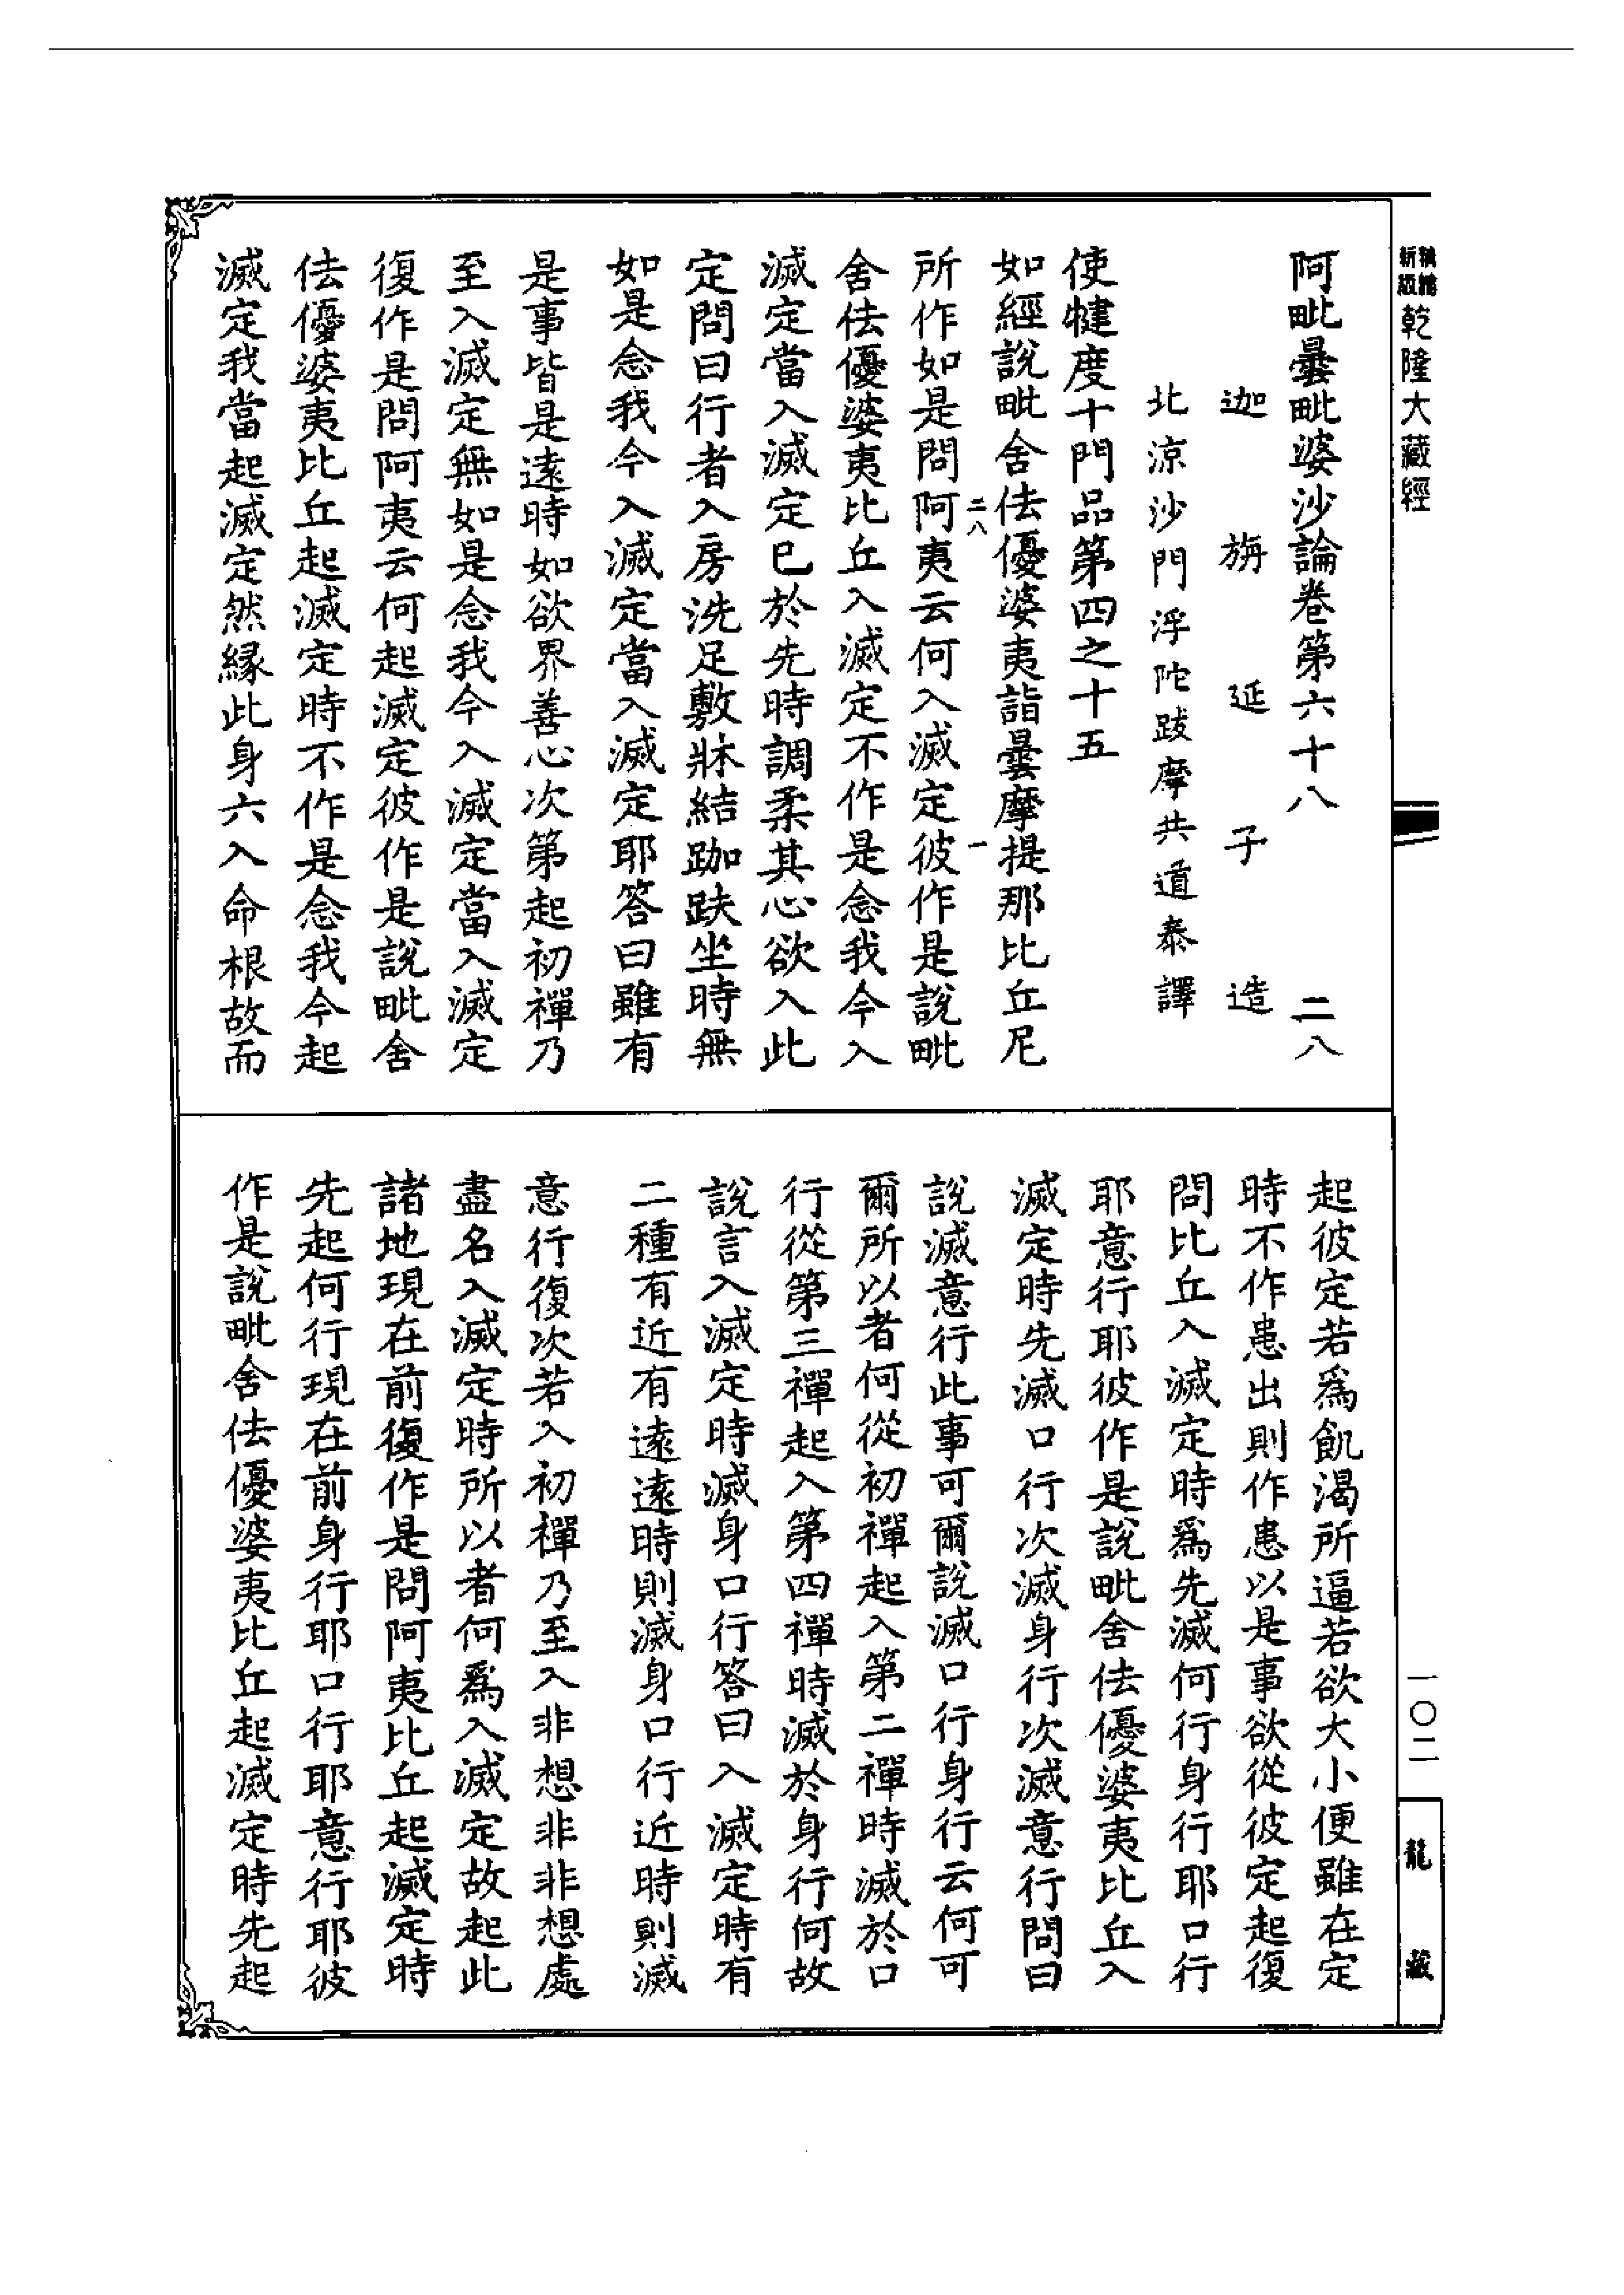 精編
新版
乾隆大藏經
阿毗曇毗婆沙論卷第六十八　二八
迦旃延子造
北涼沙門浮陀跋摩共道泰譯
使犍度十門品第四之十五
如經說毗舍佉優婆夷詣曇摩提那比丘尼
二八　一
所作如是問阿夷云何入滅定彼作是說毗
舍佉優婆夷比丘入滅定不作是念我今入
滅定當入滅定已於先時調柔其心欲入此
定問曰行者入房洗足敷牀結跏趺坐時無
如是念我今入滅定當入滅定耶答曰雖有
是事皆是遠時如欲界善心次第起初禪乃
至入滅定無如是念我今入滅定當入滅定
復作是問阿夷云何起滅定彼作是說毗舍
佉優婆夷比丘起滅定時不作是念我今起
滅定我當起滅定然緣此身六入命根故而
起彼定若爲飢渴所逼若欲大小便雖在定
時不作患出則作患以是事欲從彼定起復
問比丘入滅定時爲先滅何行身行耶口行
耶意行耶彼作是說毗舍佉優婆夷比丘入
滅定時先滅口行次滅身行次滅意行問曰
說滅意行此事可爾說滅口行身行云何可
爾所以者何從初禪起入第二禪時滅於口
行從第三禪起入第四禪時滅於身行何故
說言入滅定時滅身口行答曰入滅定時有
二種有近有遠遠時則滅身口行近時則滅
意行復次若入初禪乃至入非想非非想處
盡名入滅定時所以者何爲入滅定故起此
諸地現在前復作是問阿夷比丘起滅定時
先起何行現在前身行耶口行耶意行耶彼
作是說毗舍佉優婆夷比丘起滅定時先起
一〇二
龍藏